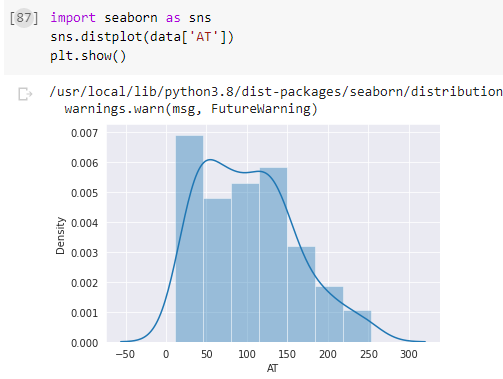 [87] import seaborn as sns
sns.distplot(data['AT'])
plt.show()
/usr/local/lib/python3.8/dist-packages/seaborn/distribution
warnings.warn(msg, FutureWarning)
0.007
0.006
0.005
0.004
0.003
0.002
0.001
0.000
Density
−50 0 50 100 150 200 250 300
AT